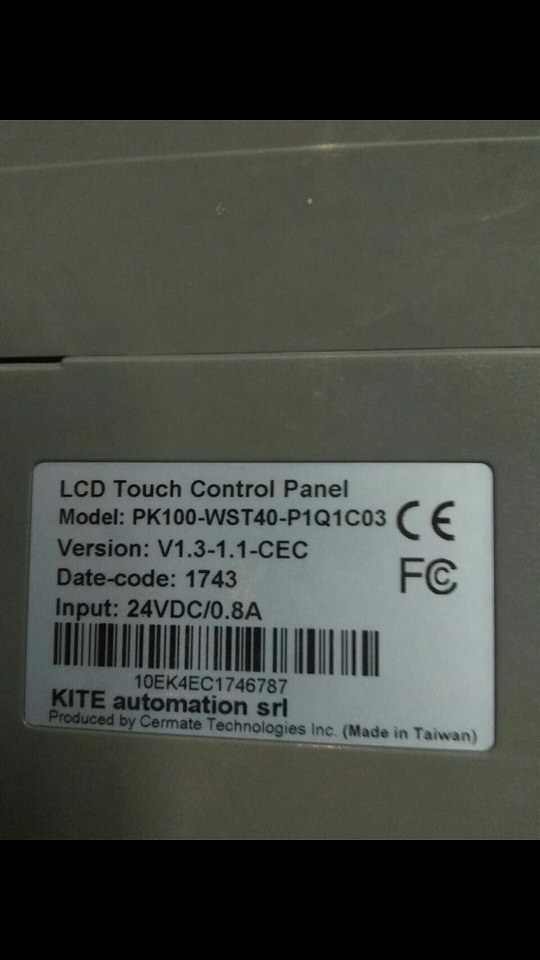 LCD Touch Control Panel
Model: PK100-WST40-P1Q1C03 CE
Version: V1.3-1.1-CEC
Date-code: 1743 FC
Input: 24VDC/0.8A
10EK4EC1746787
KITE automation srl
Produced by Cermate Technologies Inc. (Made in Taiwan)